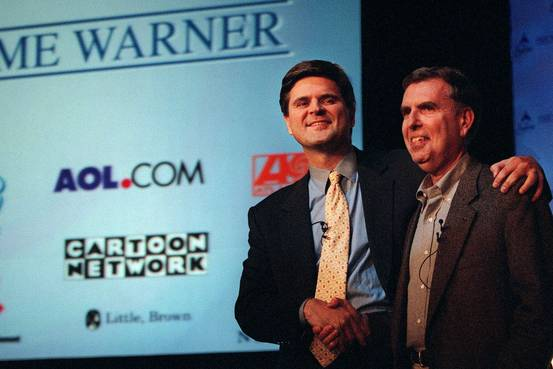 ME WARNER
AOL.COM
CARTOON
NETWORK
Little, Brown